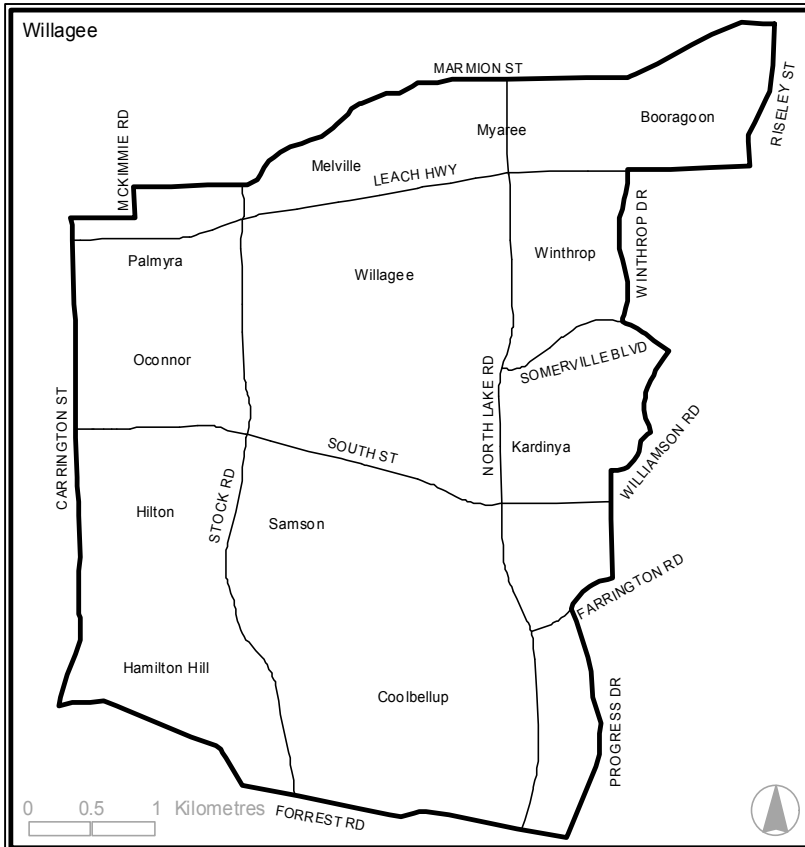 Willagee
MARMION ST
RISELEY ST
Booragoon
Myaree
MCKIMMIE RD
Melville
LEACH HWY
Palmyra
Winthrop
WINTHROP DR
Willagee
Oconnor
SOMERVILLE BLVD
CARRINGTON ST
NORTH LAKE RD
SOUTH ST
Kardinya
WILLIAMSON RD
STOCK RD
Hilton
Samson
FARRINGTON RD
Hamilton Hill
Coolbellup
PROGRESS DR
0 0.5 1 Kilometres
FORREST RD